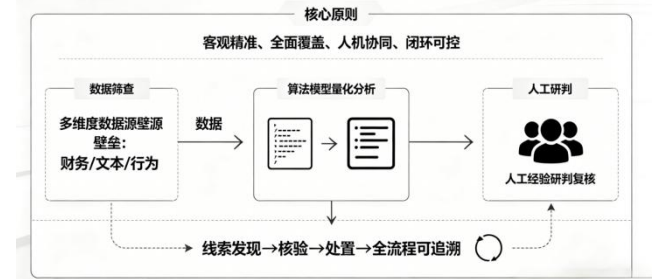 核心原则
客观精准、全面覆盖、人机协同、闭环可控
数据筛查
多维度数据源壁源
壁垒：
财务/文本/行为
数据
算法模型量化分析
人工研判
人工经验研判复核
线索发现→核验→处置→全流程可追溯